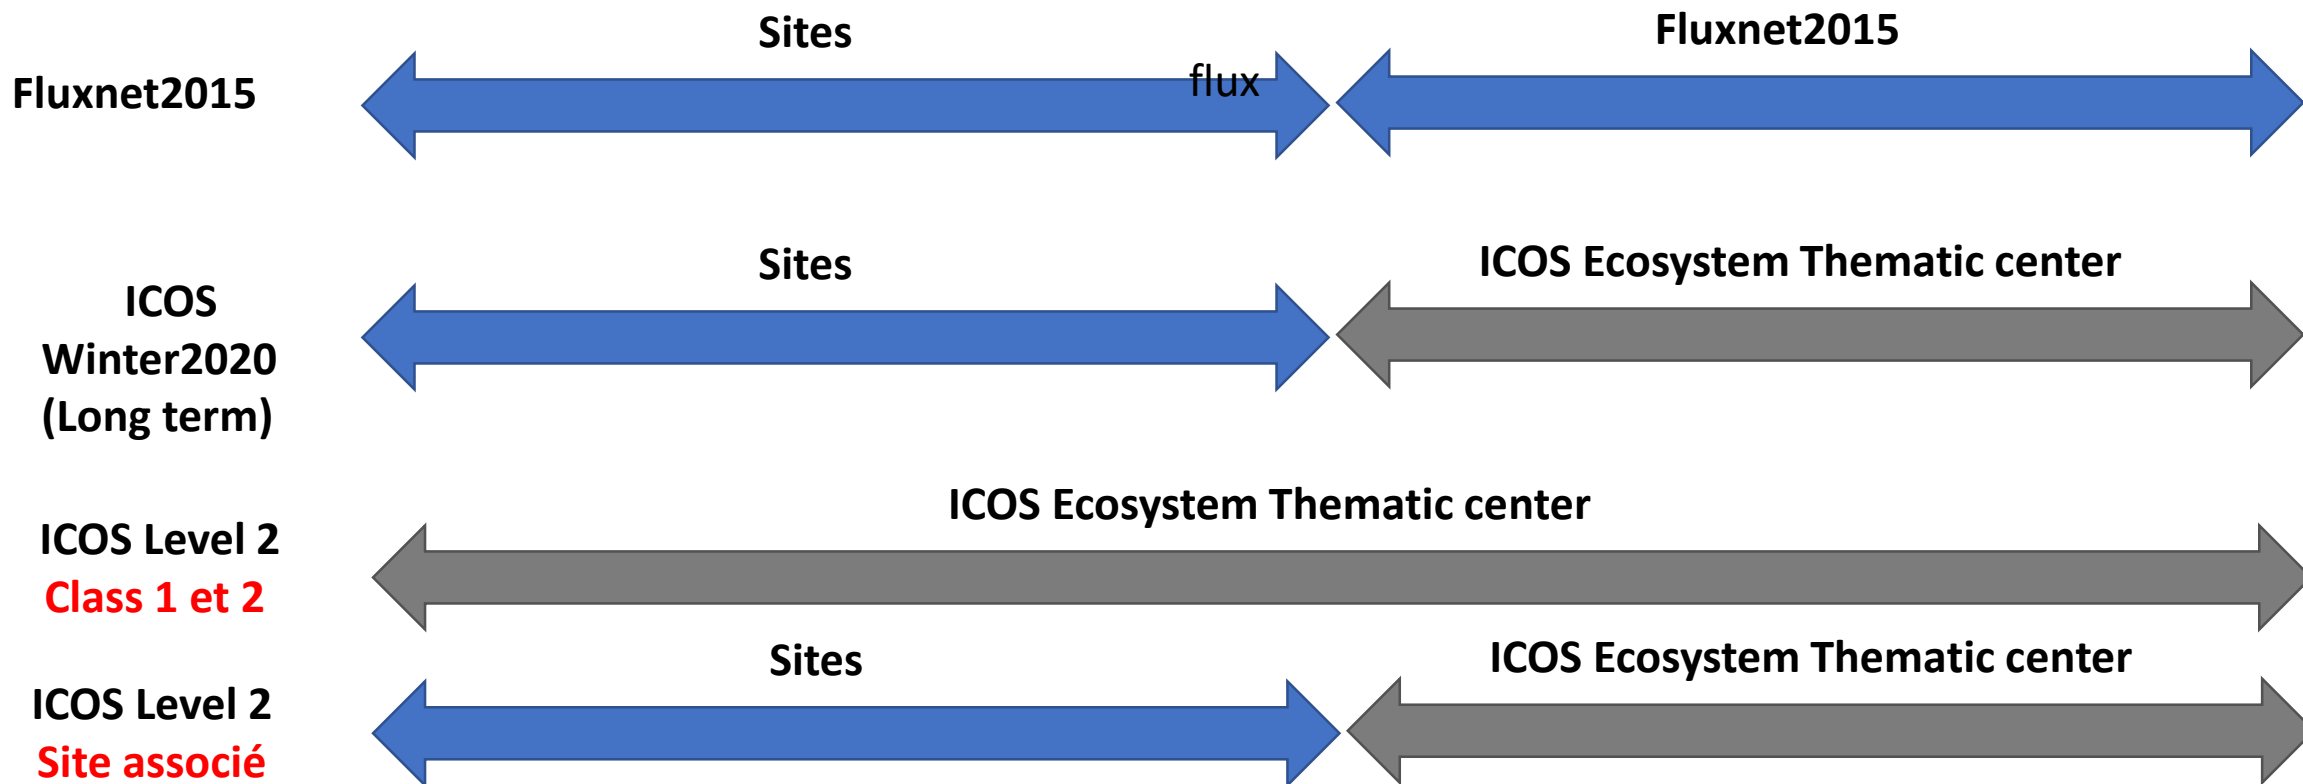 Sites
Fluxnet2015
Fluxnet2015
flux
Sites
ICOS Ecosystem Thematic center
ICOS
Winter2020
(Long term)
ICOS Ecosystem Thematic center
ICOS Level 2
Class 1 et 2
Sites
ICOS Ecosystem Thematic center
ICOS Level 2
Site associé